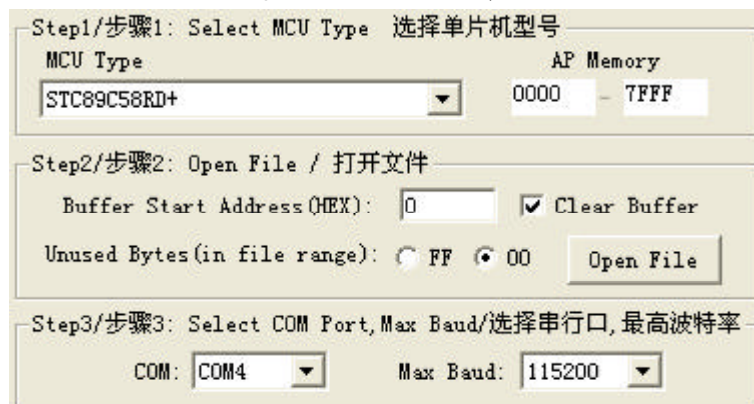 Step1/步骤1: Select MCU Type 选择单片机型号
MCU Type AP Memory
STC89C58RD+ 0000 - 7FFF
Step2/步骤2: Open File / 打开文件
Buffer Start Address(HEX): 0 Clear Buffer
Unused Bytes(in file range): FF 00 Open File
Step3/步骤3: Select COM Port,Max Baud/选择串行口,最高波特率
COM: COM4 Max Baud: 115200